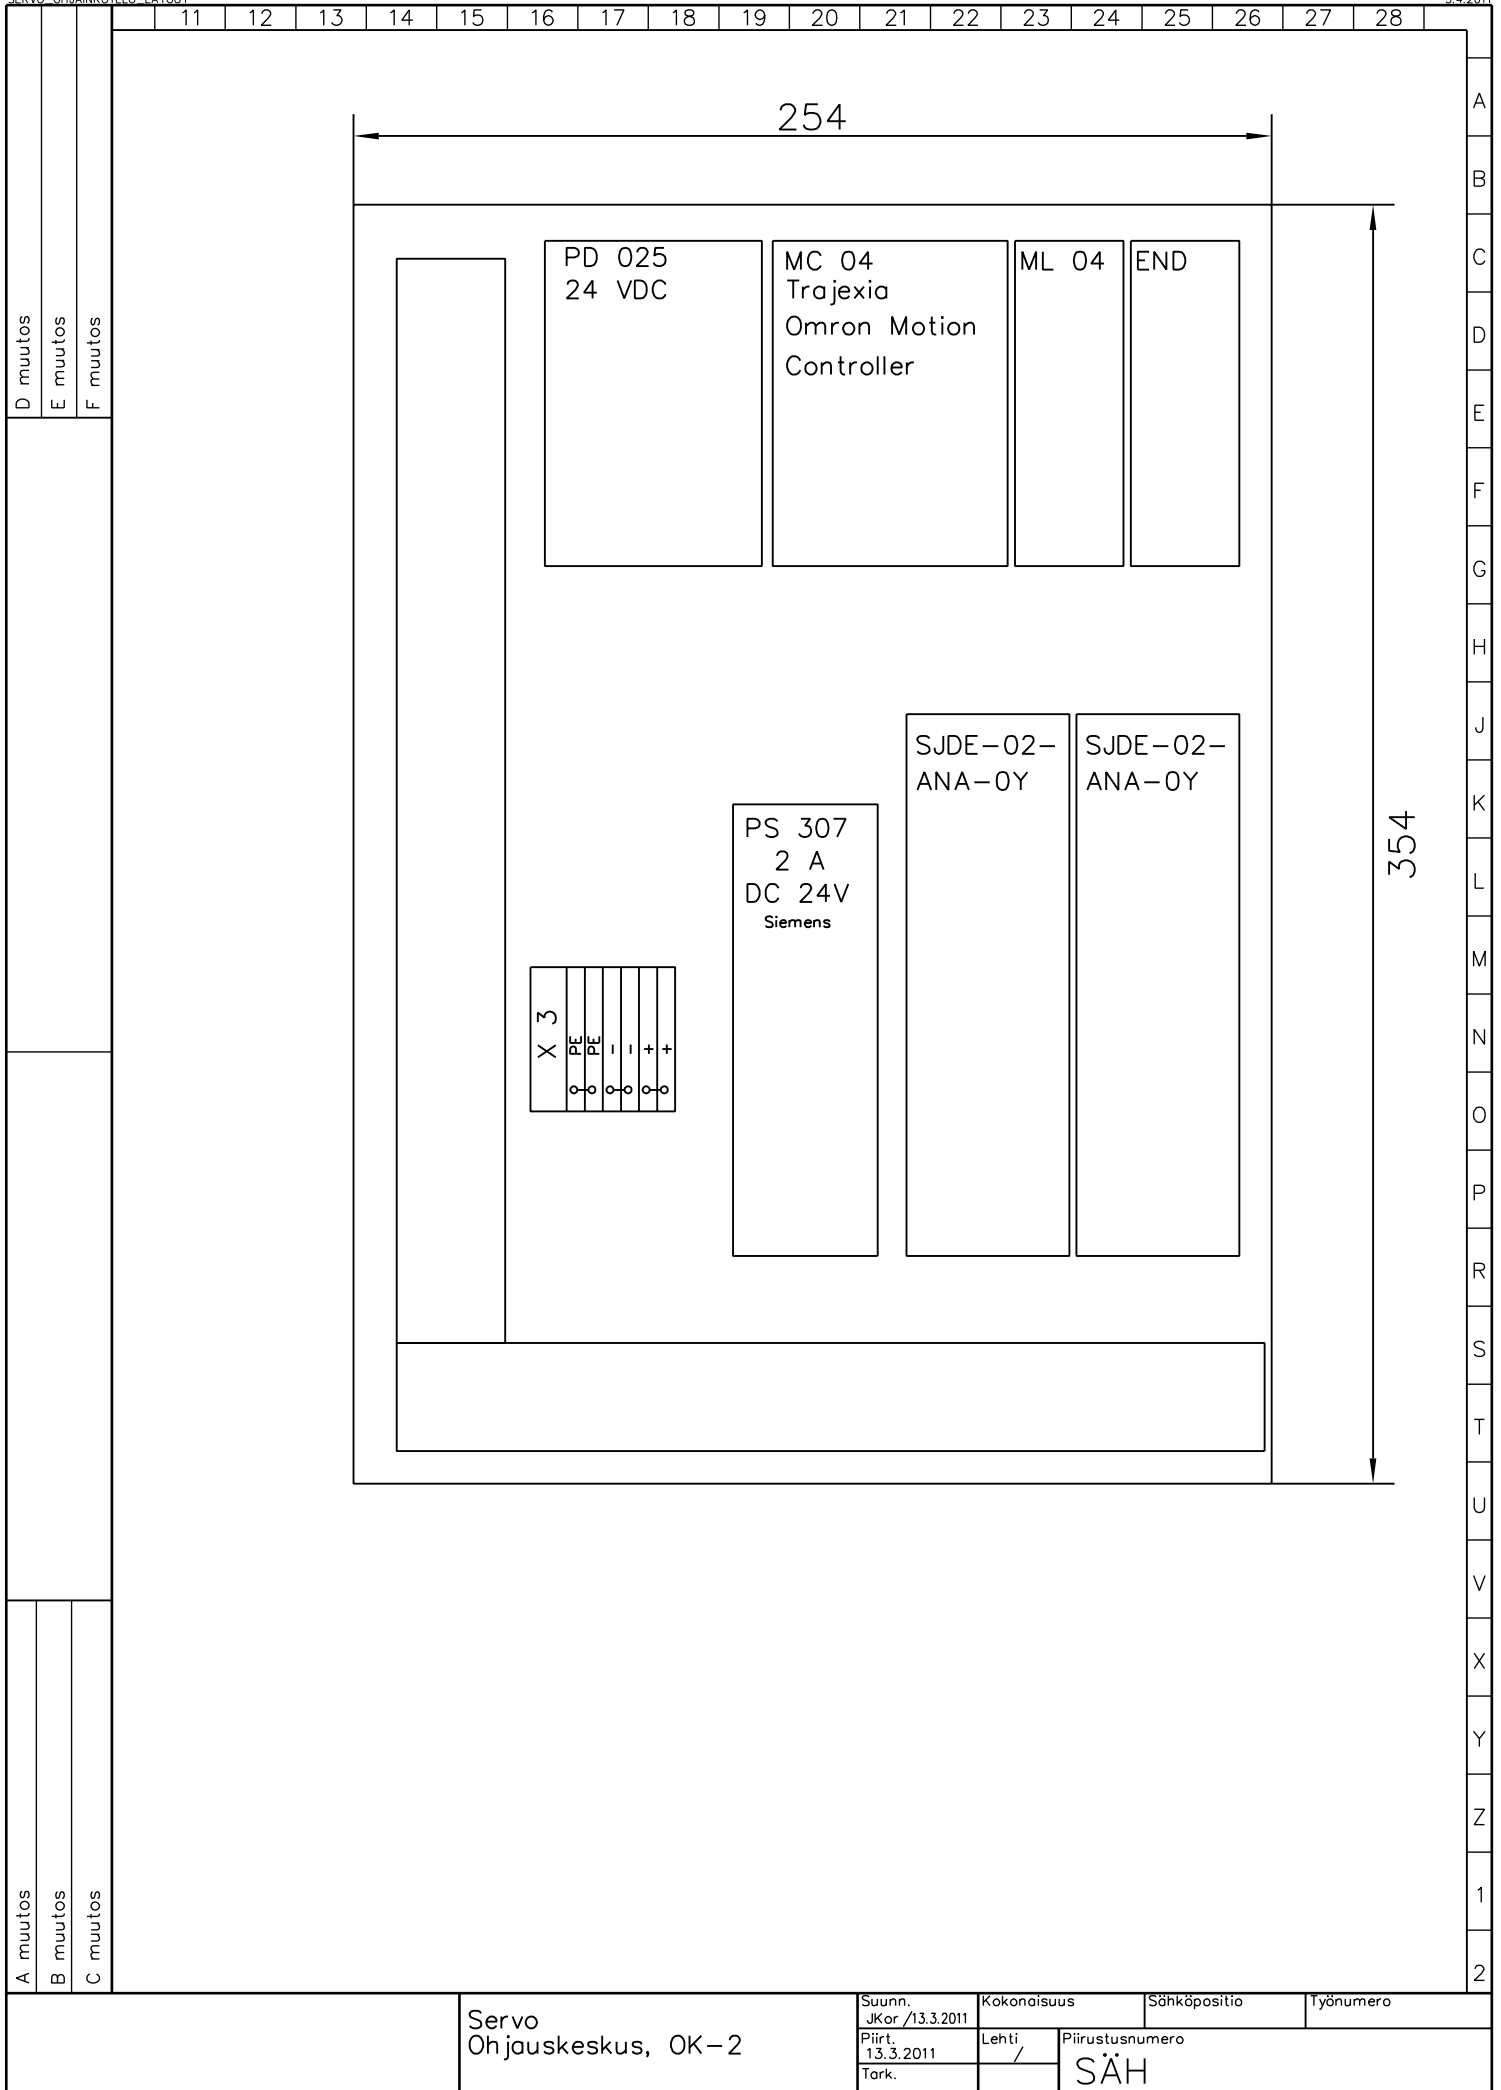 11 12 13 14 15 16 17 18 19 20 21 22 23 24 25 26 27 28
A
B
C
D
E
F
G
H
J
K
L
M
N
O
P
R
S
T
U
V
X
Y
Z
1
2
D muutos
E muutos
F muutos
A muutos
B muutos
C muutos
254
354
PD 025
24 VDC
MC 04
Trajexia
Omron Motion
Controller
ML 04
END
SJDE-02-
ANA-0Y
SJDE-02-
ANA-0Y
PS 307
2 A
DC 24V
Siemens
X 3
PE
PE
-
-
+
+
Servo
Ohjauskeskus, OK-2
Suunn.
JKor /13.3.2011
Piirt.
13.3.2011
Tark.
Kokonaisuus
Sähköpositio
Työnumero
Lehti
/
Piirustusnumero
SÄH